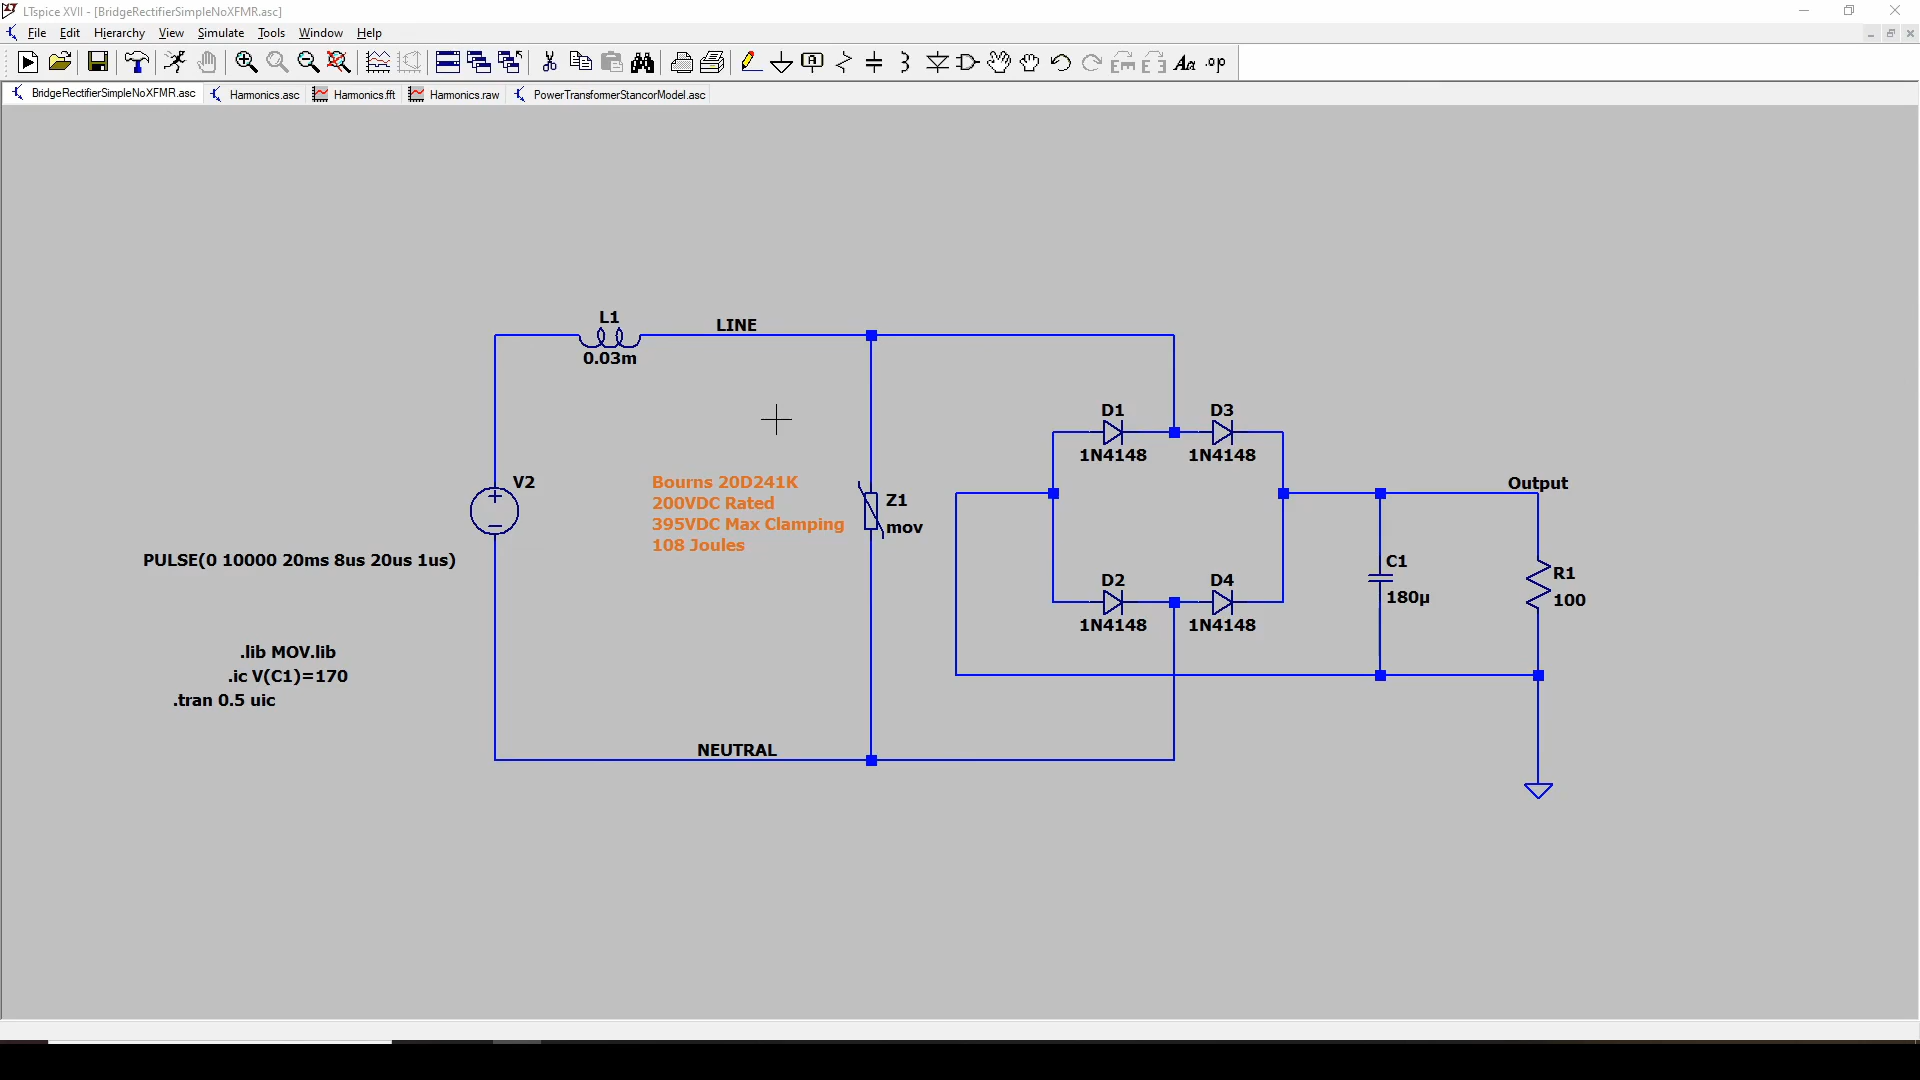 LTspice XVII - [BridgeRectifierSimpleNoXFMR.asc]
File Edit Hierarchy View Simulate Tools Window Help
BridgeRectifierSimpleNoXFMR.asc Harmonics.asc Harmonics.fft Harmonics.raw PowerTransformerStancorModel.asc
L1
0.03m
LINE
D1
1N4148
D3
1N4148
V2
Bourns 20D241K
200VDC Rated
395VDC Max Clamping
108 Joules
Z1
mov
Output
PULSE(0 10000 20ms 8us 20us 1us)
D2
1N4148
D4
1N4148
C1
180µ
R1
100
.lib MOV.lib
.ic V(C1)=170
.tran 0.5 uic
NEUTRAL